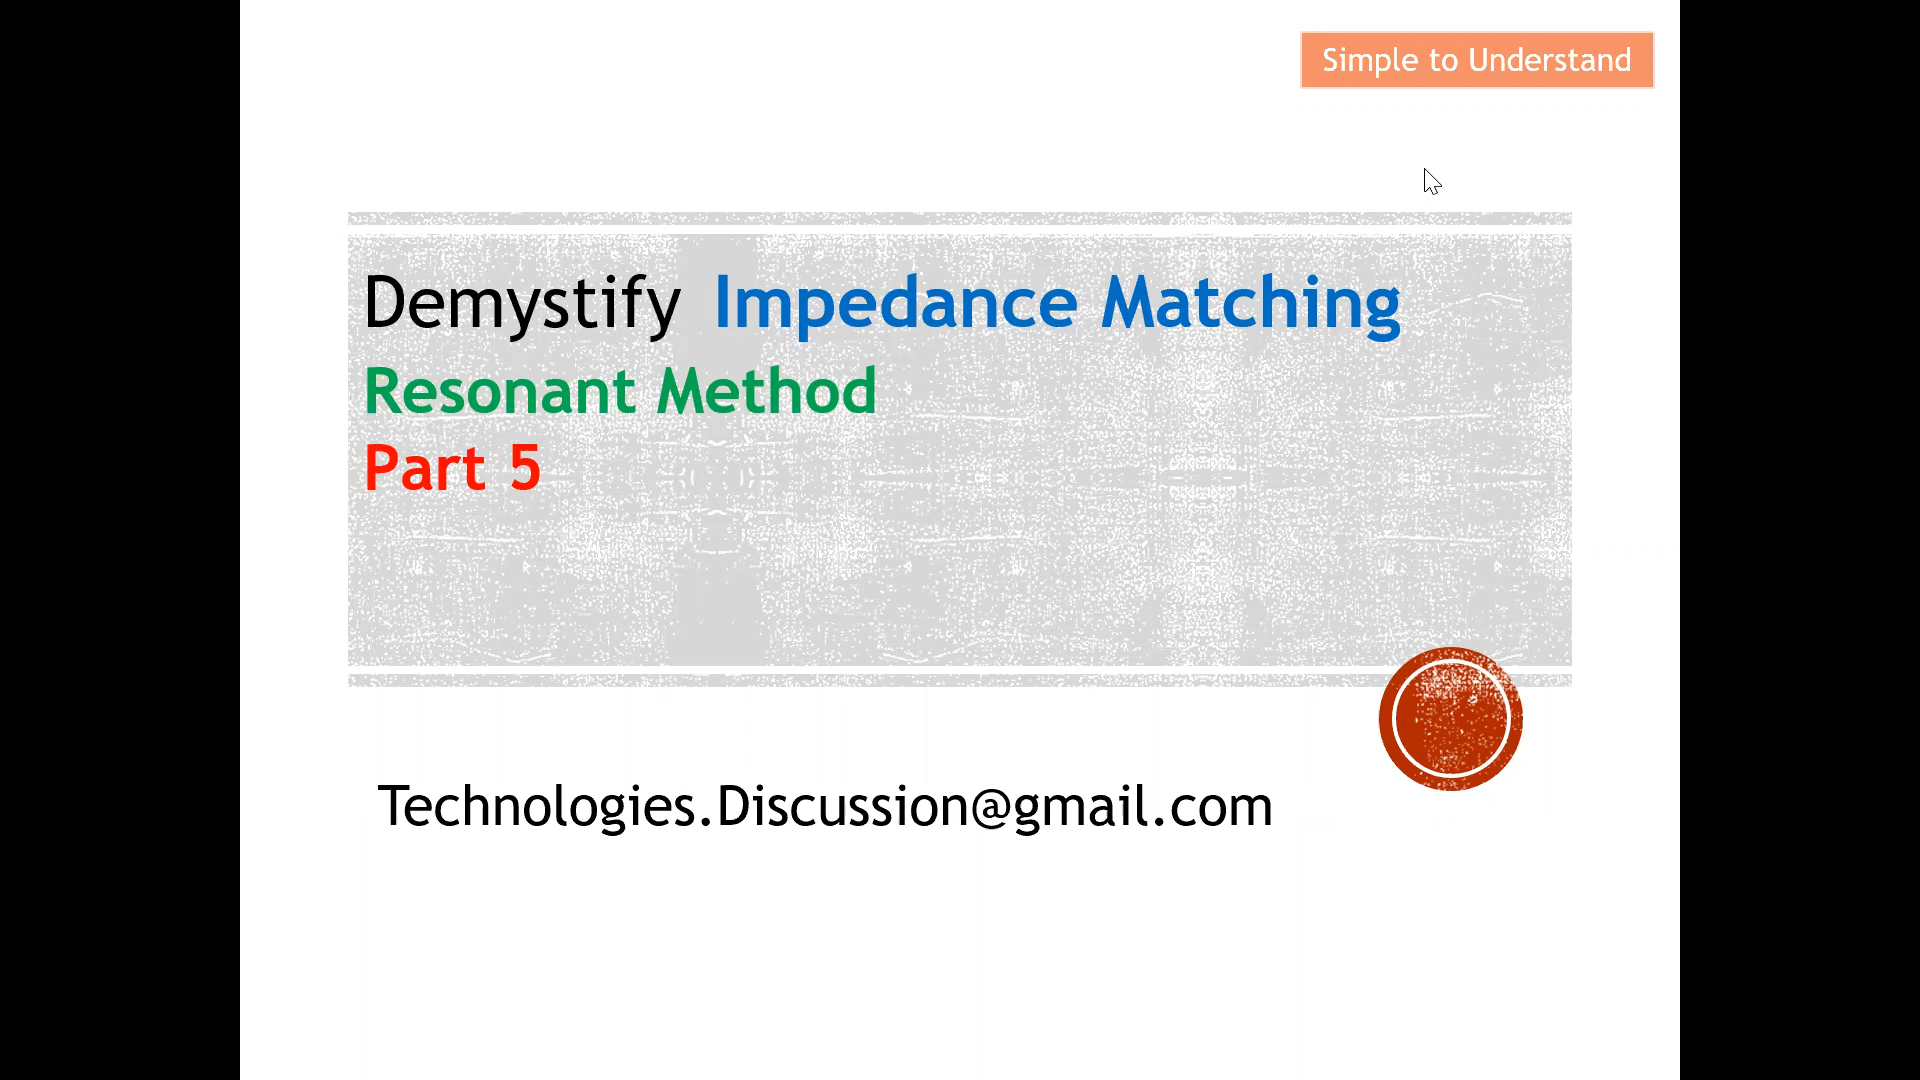 Simple to Understand
Demystify Impedance Matching
Resonant Method
Part 5
Technologies.Discussion@gmail.com